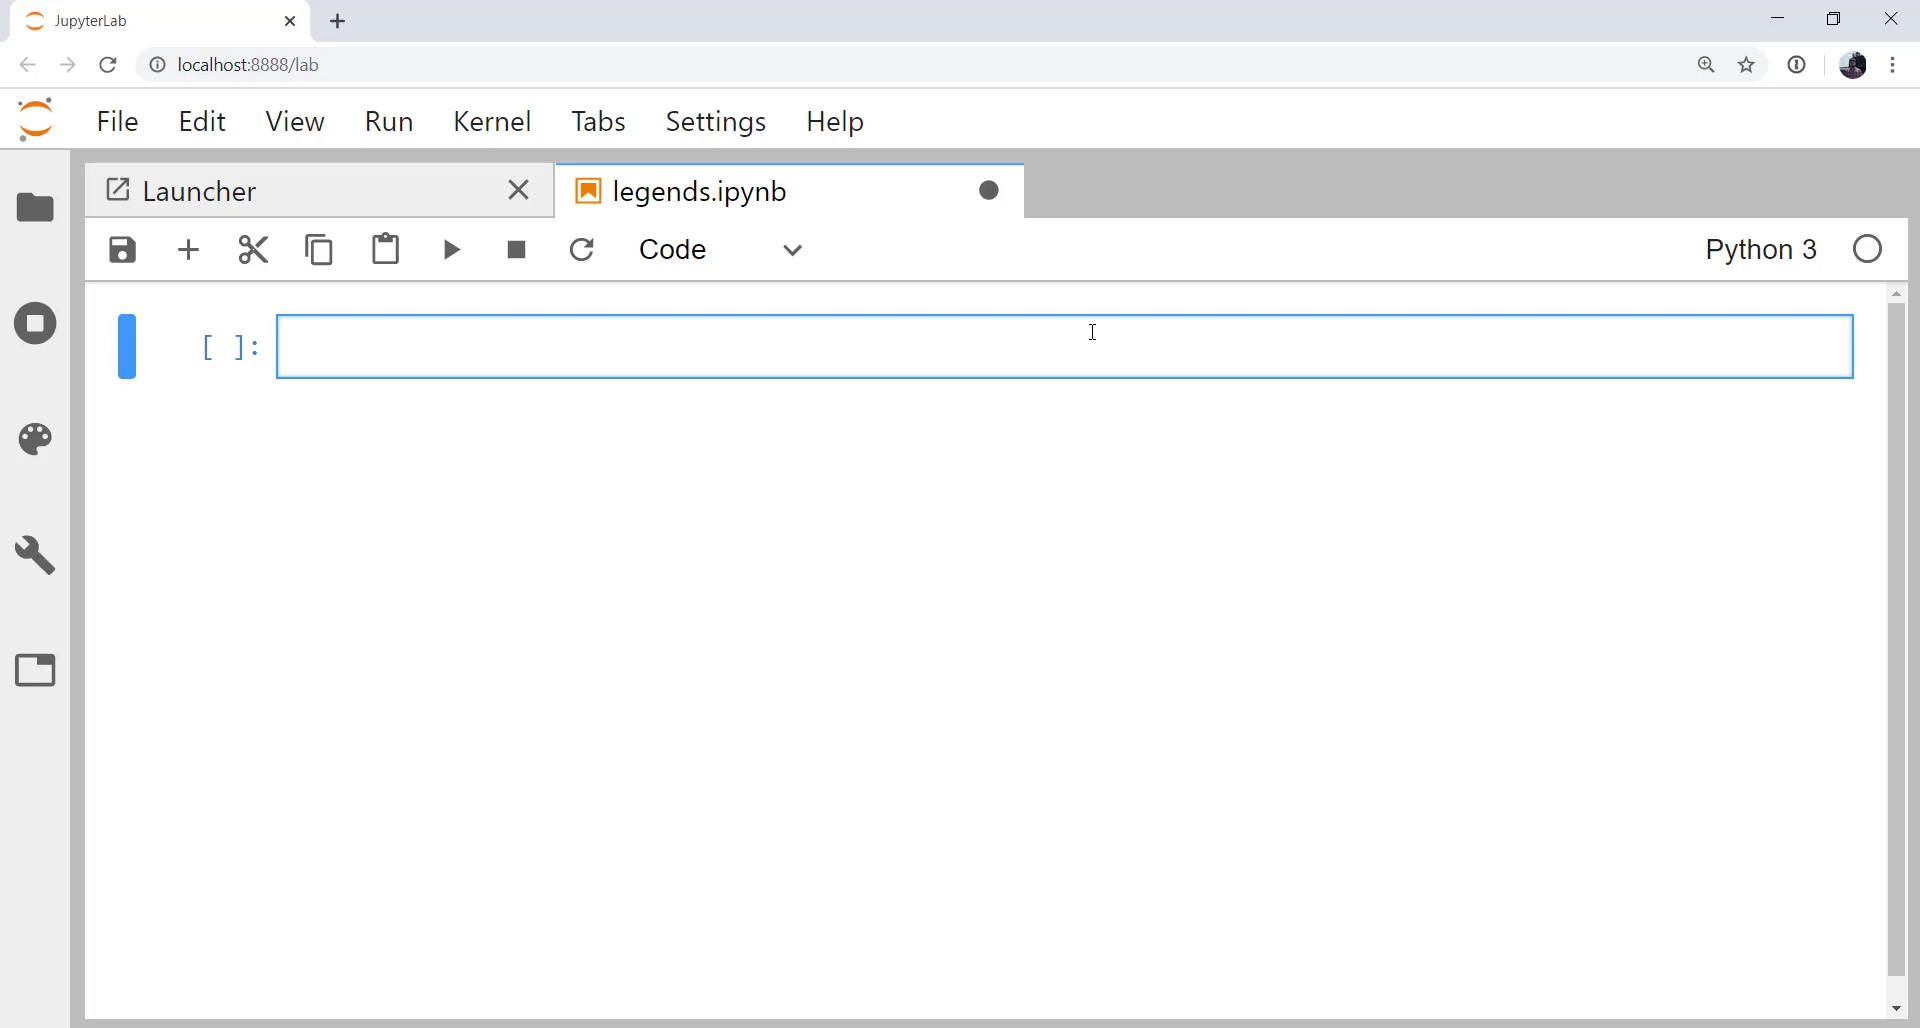 JupyterLab
localhost:8888/lab
File Edit View Run Kernel Tabs Settings Help
Launcher legends.ipynb
Code Python 3
[ ]: